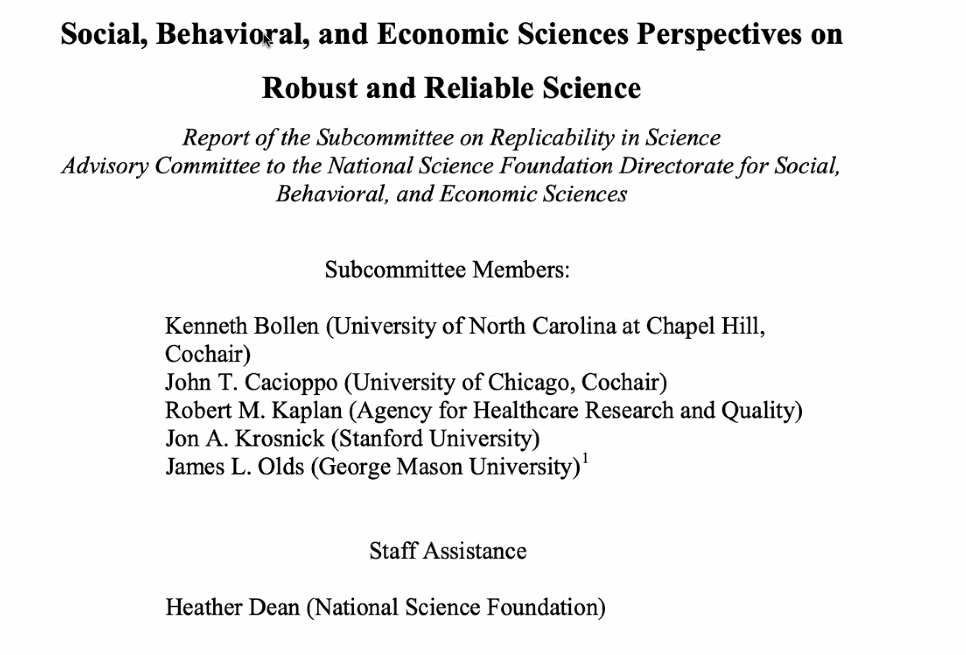 Social, Behavioral, and Economic Sciences Perspectives on
Robust and Reliable Science
Report of the Subcommittee on Replicability in Science
Advisory Committee to the National Science Foundation Directorate for Social,
Behavioral, and Economic Sciences
Subcommittee Members:
Kenneth Bollen (University of North Carolina at Chapel Hill,
Cochair)
John T. Cacioppo (University of Chicago, Cochair)
Robert M. Kaplan (Agency for Healthcare Research and Quality)
Jon A. Krosnick (Stanford University)
James L. Olds (George Mason University)¹
Staff Assistance
Heather Dean (National Science Foundation)